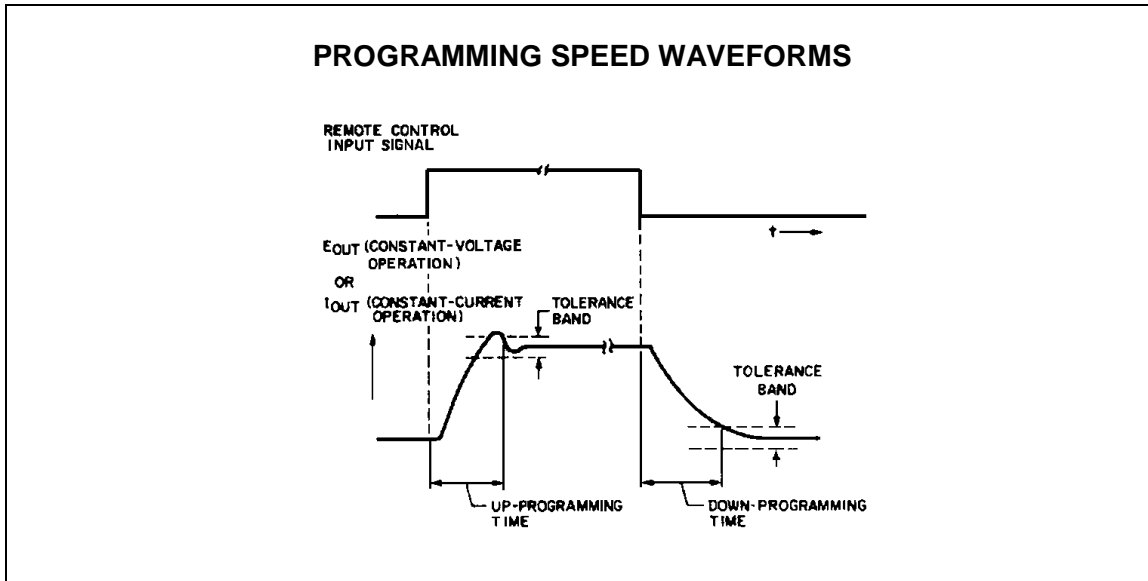 PROGRAMMING SPEED WAVEFORMS
REMOTE CONTROL
INPUT SIGNAL
t
EOUT (CONSTANT-VOLTAGE
OPERATION)
OR
IOUT (CONSTANT-CURRENT
OPERATION)
TOLERANCE
BAND
TOLERANCE
BAND
UP-PROGRAMMING
TIME
DOWN-PROGRAMMING
TIME